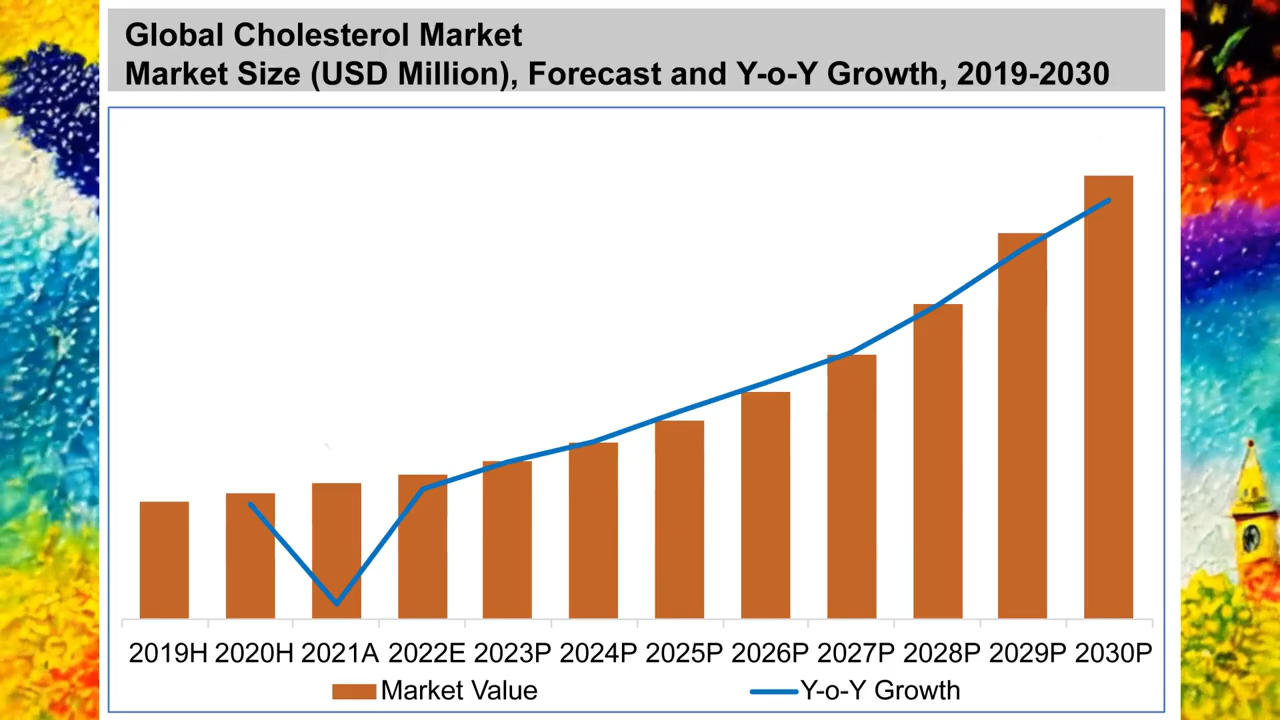 Global Cholesterol Market
Market Size (USD Million), Forecast and Y-o-Y Growth, 2019-2030
2019H 2020H 2021A 2022E 2023P 2024P 2025P 2026P 2027P 2028P 2029P 2030P
Market Value Y-o-Y Growth